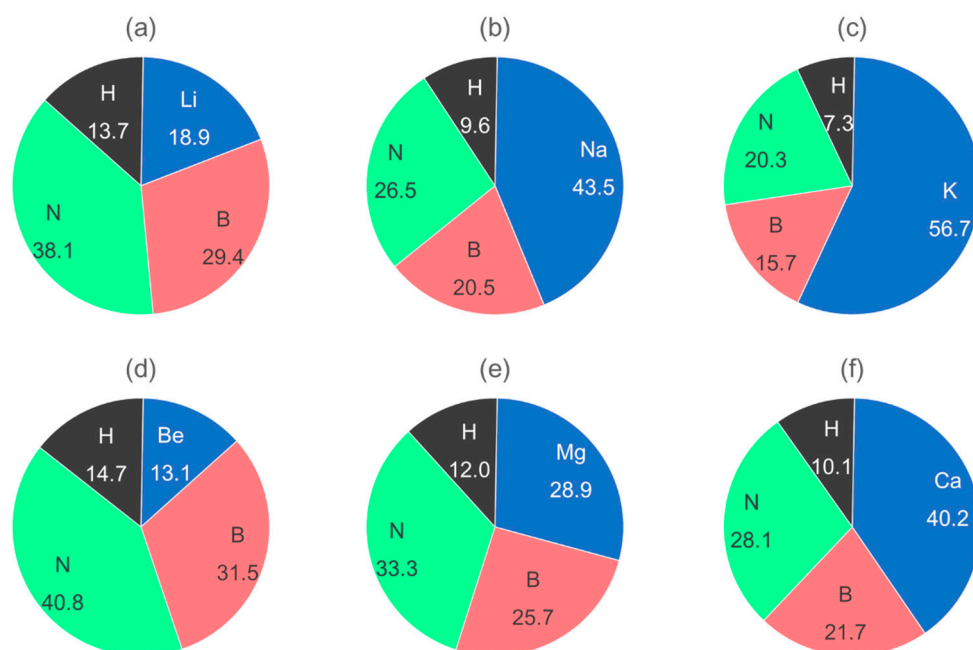 (a)
H
13.7
Li
18.9
N
38.1
B
29.4
(b)
H
9.6
Na
43.5
N
26.5
B
20.5
(c)
H
7.3
N
20.3
K
56.7
B
15.7
(d)
H
14.7
Be
13.1
B
31.5
N
40.8
(e)
H
12.0
Mg
28.9
N
33.3
B
25.7
(f)
H
10.1
Ca
40.2
N
28.1
B
21.7